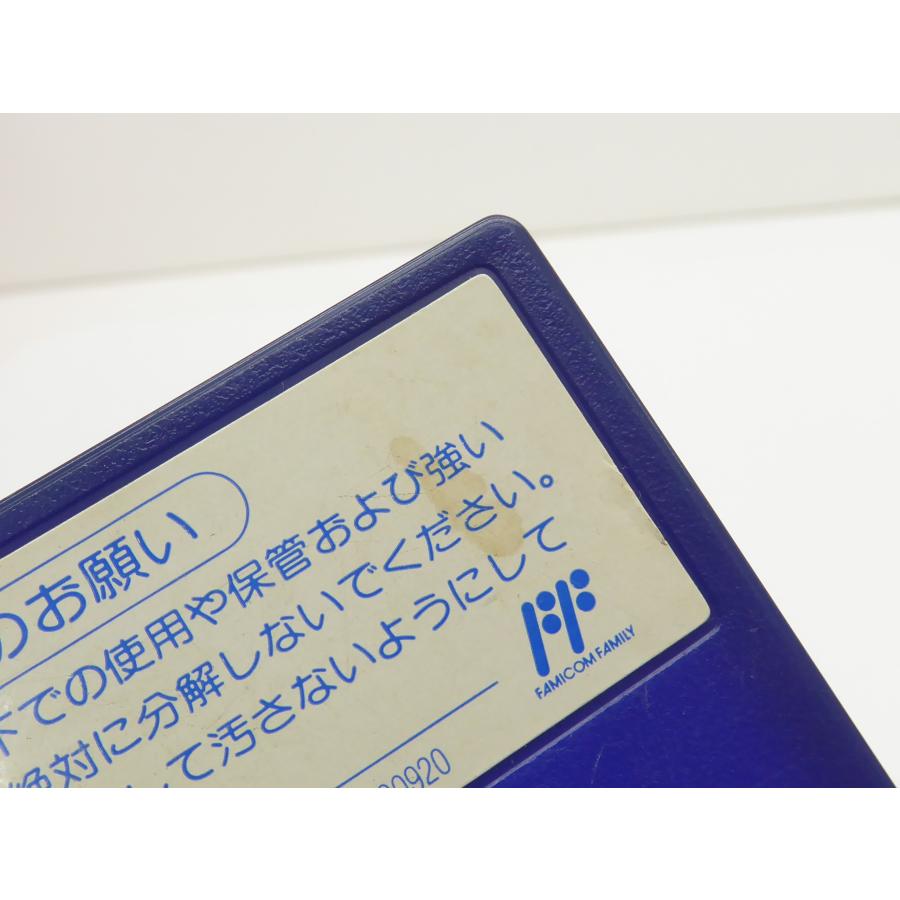 のお願い
での使用や保管および強い
絶対に分解しないでください。
して汚さないようにして
FAMICOM FAMILY
00920